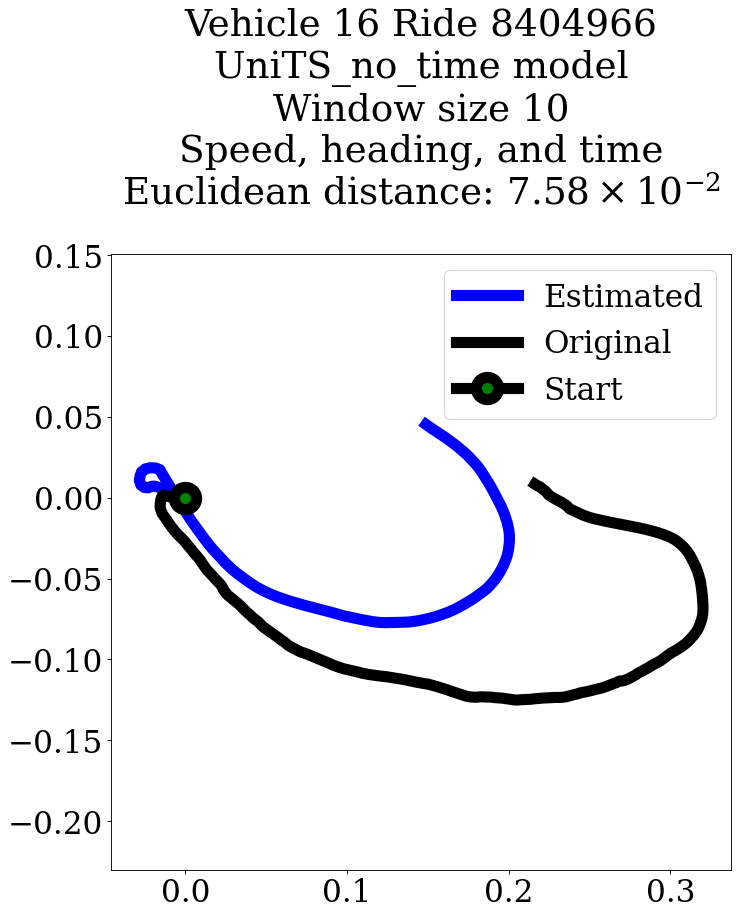 Vehicle 16 Ride 8404966
UniTS_no_time model
Window size 10
Speed, heading, and time
Euclidean distance: 7.58 × 10⁻²
0.15
0.10
0.05
0.00
−0.05
−0.10
−0.15
−0.20
Estimated
Original
Start
0.0 0.1 0.2 0.3